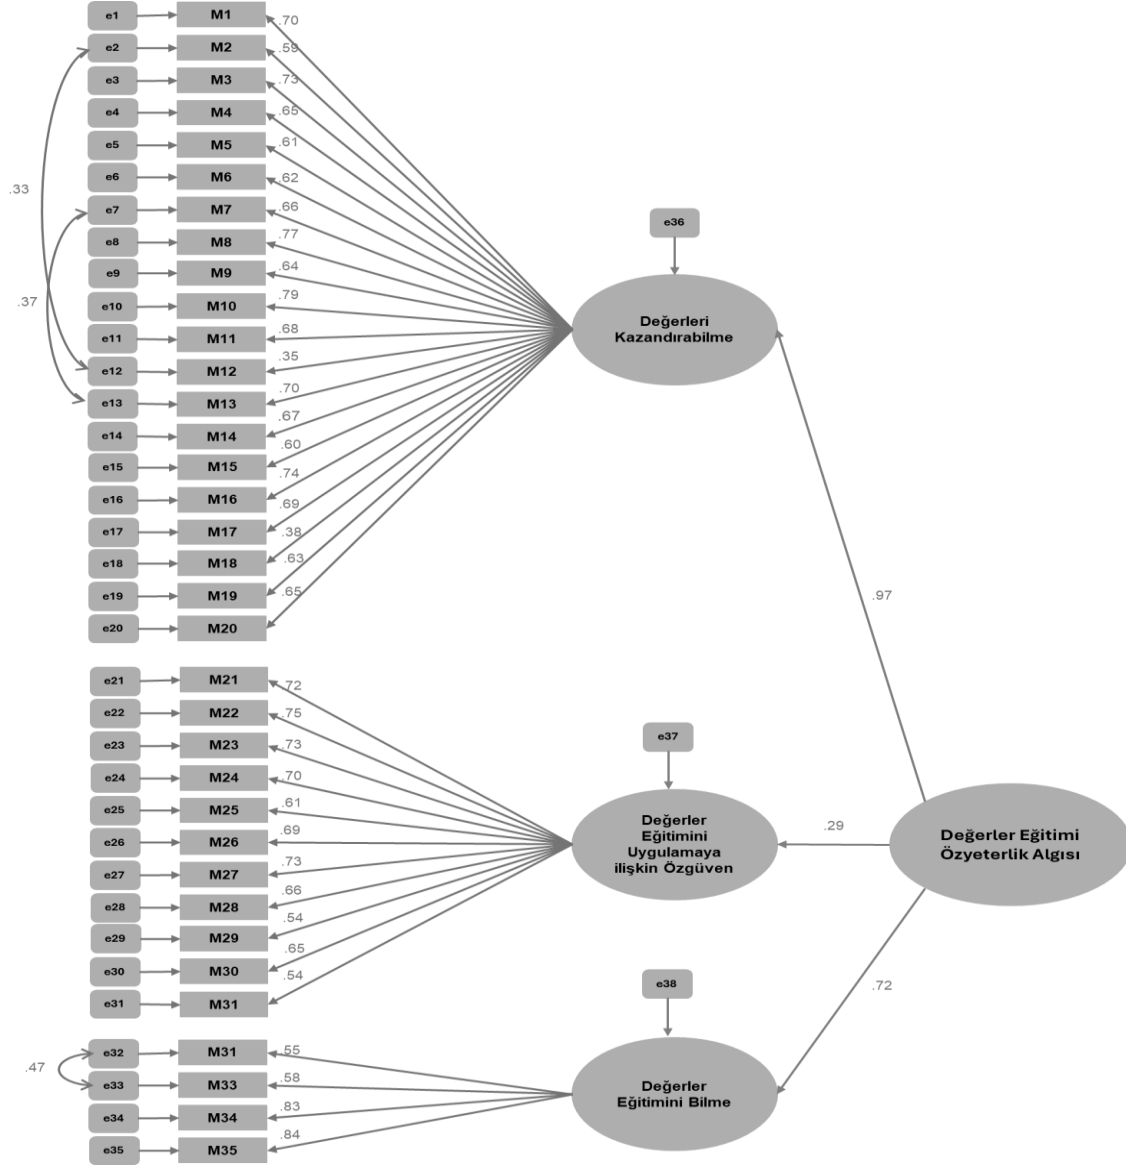 e1 M1 .70
e2 M2 .59
e3 M3 .73
e4 M4 .65
e5 M5 .61
e6 M6 .62
.33
e7 M7 .66
e8 M8 .77
e9 M9 .64
.37
e10 M10 .79
e11 M11 .68
e12 M12 .35
e13 M13 .70
e14 M14 .67
e15 M15 .60
e16 M16 .74
e17 M17 .69
e18 M18 .38
e19 M19 .63
e20 M20 .65
e36
Değerleri
Kazandırabilme
.97
e21 M21 .72
e22 M22 .75
e23 M23 .73
e24 M24 .70
e25 M25 .61
e26 M26 .69
e27 M27 .73
e28 M28 .66
e29 M29 .54
e30 M30 .65
e31 M31 .54
e37
Değerler
Eğitimini
Uygulamaya
ilişkin Özgüven
.29
Değerler Eğitimi
Özyeterlik Algısı
.72
e32 M31 .55
.47
e33 M33 .58
e34 M34 .83
e35 M35 .84
e38
Değerler
Eğitimini Bilme